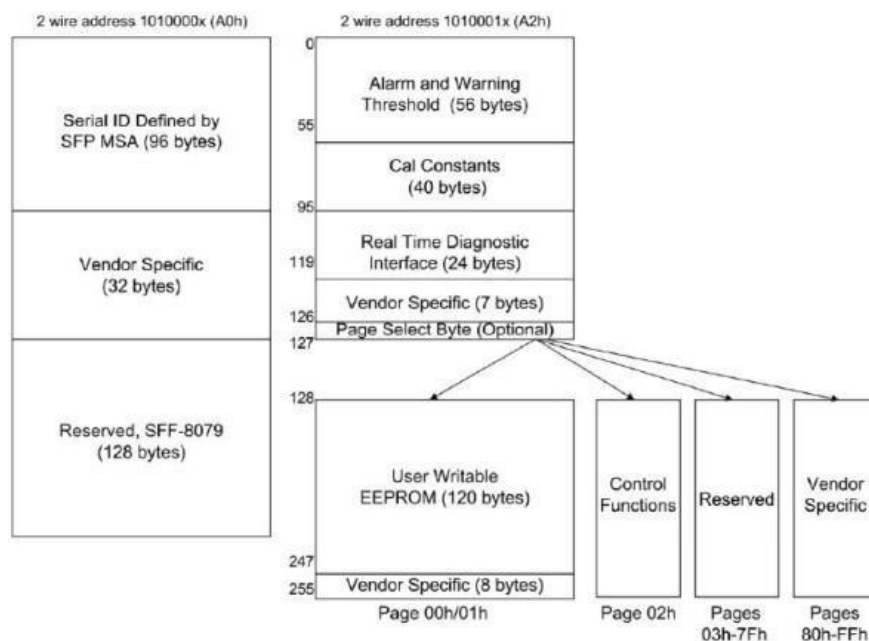 2 wire address 1010000x (A0h)
Serial ID Defined by
SFP MSA (96 bytes)
Vendor Specific
(32 bytes)
Reserved, SFF-8079
(128 bytes)
2 wire address 1010001x (A2h)
0
Alarm and Warning
Threshold (56 bytes)
55
Cal Constants
(40 bytes)
95
Real Time Diagnostic
Interface (24 bytes)
119
Vendor Specific (7 bytes)
126
Page Select Byte (Optional)
127
128
User Writable
EEPROM (120 bytes)
247
Vendor Specific (8 bytes)
255
Page 00h/01h
Control
Functions
Page 02h
Reserved
Pages
03h-7Fh
Vendor
Specific
Pages
80h-FFh